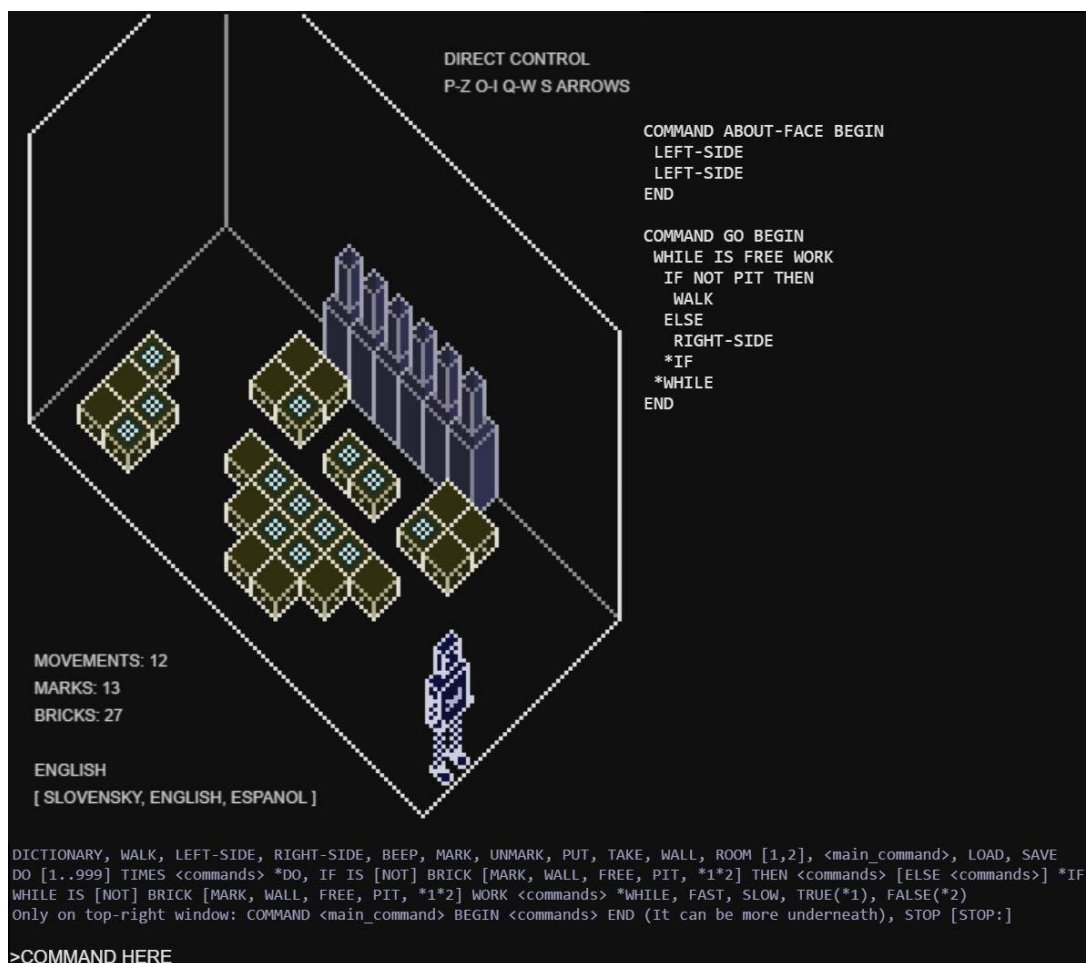 DIRECT CONTROL
P-Z O-I Q-W S ARROWS
COMMAND ABOUT-FACE BEGIN
LEFT-SIDE
LEFT-SIDE
END
COMMAND GO BEGIN
WHILE IS FREE WORK
IF NOT PIT THEN
WALK
ELSE
RIGHT-SIDE
*IF
*WHILE
END
MOVEMENTS: 12
MARKS: 13
BRICKS: 27
ENGLISH
[ SLOVENSKY, ENGLISH, ESPANOL ]
DICTIONARY, WALK, LEFT-SIDE, RIGHT-SIDE, BEEP, MARK, UNMARK, PUT, TAKE, WALL, ROOM [1,2], <main_command>, LOAD, SAVE
DO [1..999] TIMES <commands> *DO, IF IS [NOT] BRICK [MARK, WALL, FREE, PIT, *1*2] THEN <commands> [ELSE <commands>] *IF
WHILE IS [NOT] BRICK [MARK, WALL, FREE, PIT, *1*2] WORK <commands> *WHILE, FAST, SLOW, TRUE(*1), FALSE(*2)
Only on top-right window: COMMAND <main_command> BEGIN <commands> END (It can be more underneath), STOP [STOP:]
>COMMAND HERE